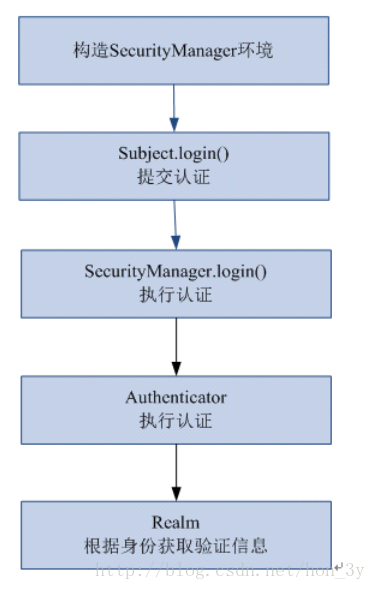 构造SecurityManager环境
Subject.login()
提交认证
SecurityManager.login()
执行认证
Authenticator
执行认证
Realm
根据身份获取验证信息
http://blog.csdn.net/hon_3y